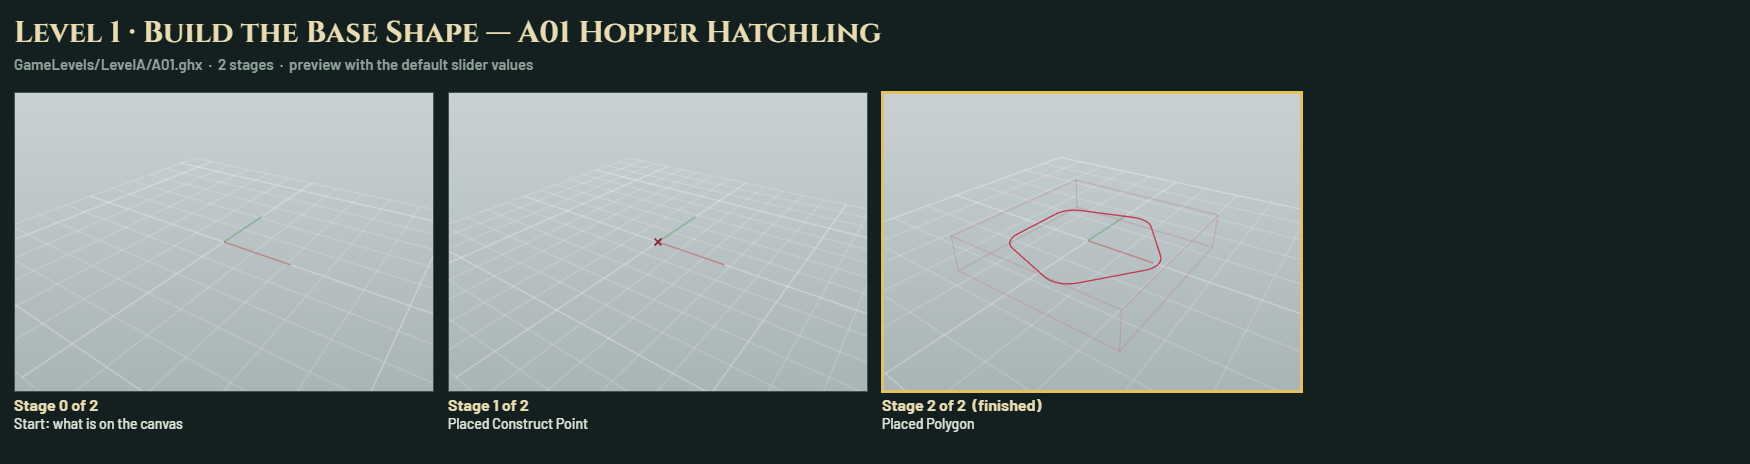 Level 1 · Build the Base Shape — A01 Hopper Hatchling
GameLevels/LevelA/A01.ghx · 2 stages · preview with the default slider values
Stage 0 of 2
Start: what is on the canvas
Stage 1 of 2
Placed Construct Point
Stage 2 of 2 (finished)
Placed Polygon